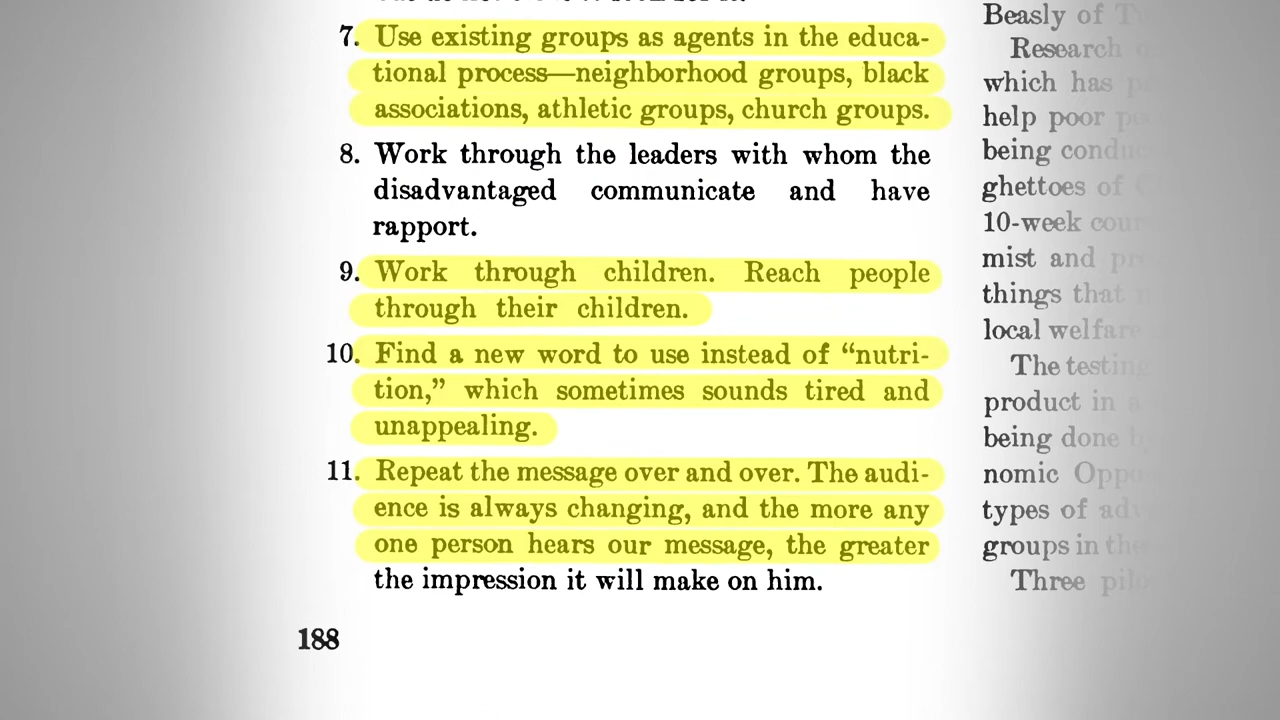 7. Use existing groups as agents in the educa-
tional process—neighborhood groups, black
associations, athletic groups, church groups.
8. Work through the leaders with whom the
disadvantaged communicate and have
rapport.
9. Work through children. Reach people
through their children.
10. Find a new word to use instead of “nutri-
tion,” which sometimes sounds tired and
unappealing.
11. Repeat the message over and over. The audi-
ence is always changing, and the more any
one person hears our message, the greater
the impression it will make on him.
188
Beasly of
Research
which has
help poor
being
ghettoes of
10-week
mist and
things that
local welfare
The testing
product in a
being done
nomic
types of
groups in
Three